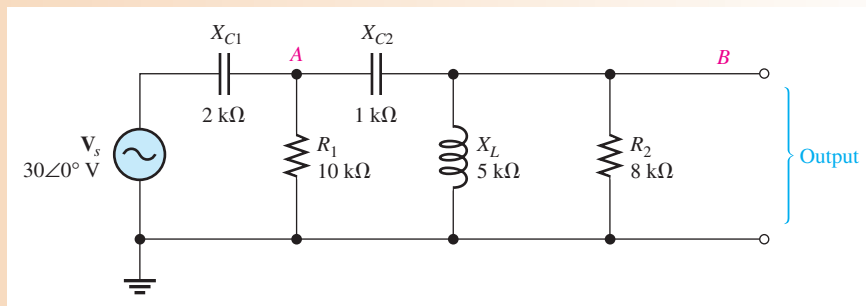 X_C1
X_C2
A
B
2 kΩ
1 kΩ
V_s
30∠0° V
R_1
10 kΩ
X_L
5 kΩ
R_2
8 kΩ
Output